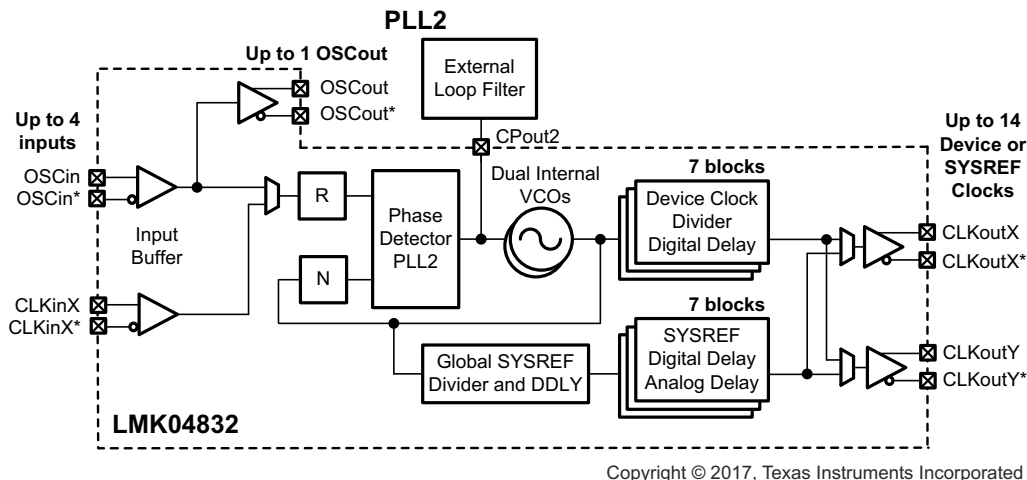 PLL2
Up to 1 OSCout
OSCout
OSCout*
External
Loop Filter
CPout2
Up to 4
inputs
OSCin
OSCin*
Input
Buffer
R
N
Phase
Detector
PLL2
Dual Internal
VCOs
7 blocks
Device Clock
Divider
Digital Delay
Up to 14
Device or
SYSREF
Clocks
CLKoutX
CLKoutX*
CLKinX
CLKinX*
7 blocks
Global SYSREF
Divider and DDLY
SYSREF
Digital Delay
Analog Delay
CLKoutY
CLKoutY*
LMK04832
Copyright © 2017, Texas Instruments Incorporated